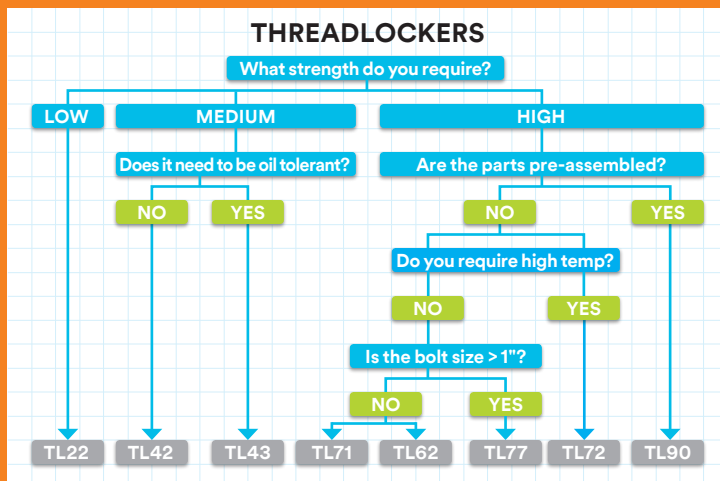 THREADLOCKERS
What strength do you require?
LOW
MEDIUM
HIGH
Does it need to be oil tolerant?
Are the parts pre-assembled?
NO
YES
NO
YES
Do you require high temp?
NO
YES
Is the bolt size > 1"?
NO
YES
TL22
TL42
TL43
TL71
TL62
TL77
TL72
TL90